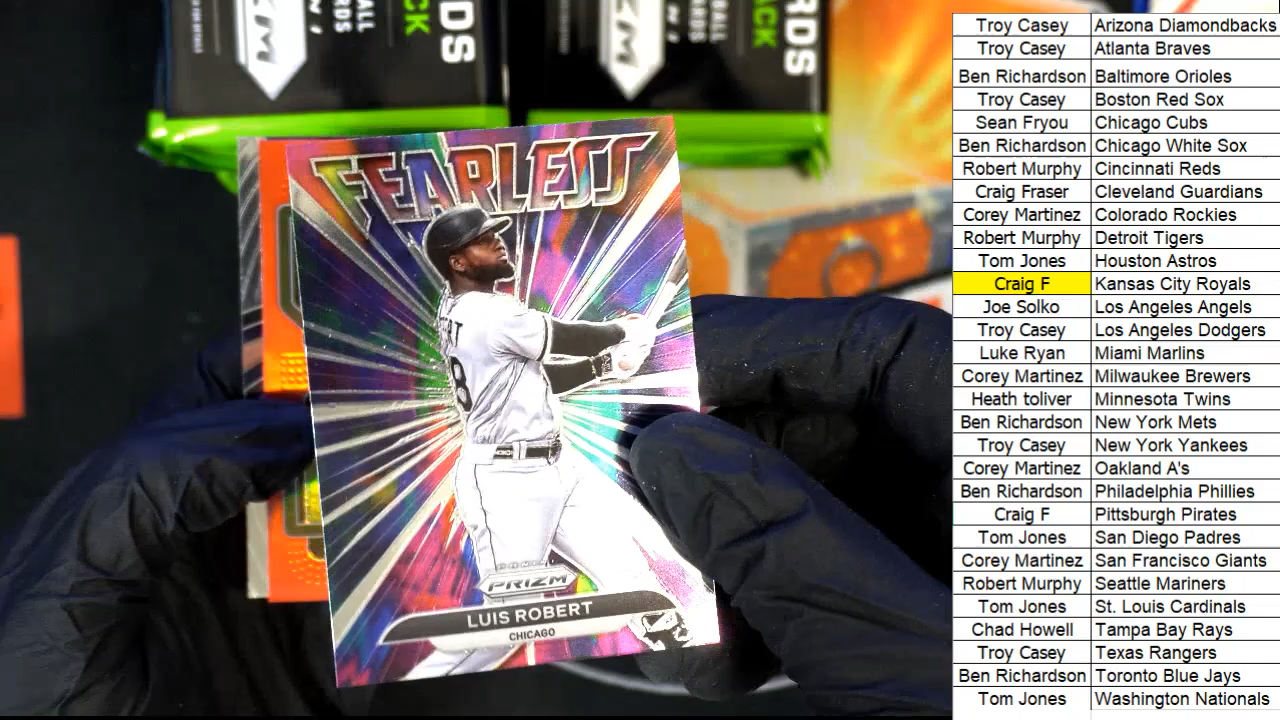 FEARLESS
8
PANINI
PRIZM
LUIS ROBERT
CHICAGO
Troy Casey Arizona Diamondbacks
Troy Casey Atlanta Braves
Ben Richardson Baltimore Orioles
Troy Casey Boston Red Sox
Sean Fryou Chicago Cubs
Ben Richardson Chicago White Sox
Robert Murphy Cincinnati Reds
Craig Fraser Cleveland Guardians
Corey Martinez Colorado Rockies
Robert Murphy Detroit Tigers
Tom Jones Houston Astros
Craig F Kansas City Royals
Joe Solko Los Angeles Angels
Troy Casey Los Angeles Dodgers
Luke Ryan Miami Marlins
Corey Martinez Milwaukee Brewers
Heath toliver Minnesota Twins
Ben Richardson New York Mets
Troy Casey New York Yankees
Corey Martinez Oakland A's
Ben Richardson Philadelphia Phillies
Craig F Pittsburgh Pirates
Tom Jones San Diego Padres
Corey Martinez San Francisco Giants
Robert Murphy Seattle Mariners
Tom Jones St. Louis Cardinals
Chad Howell Tampa Bay Rays
Troy Casey Texas Rangers
Ben Richardson Toronto Blue Jays
Tom Jones Washington Nationals